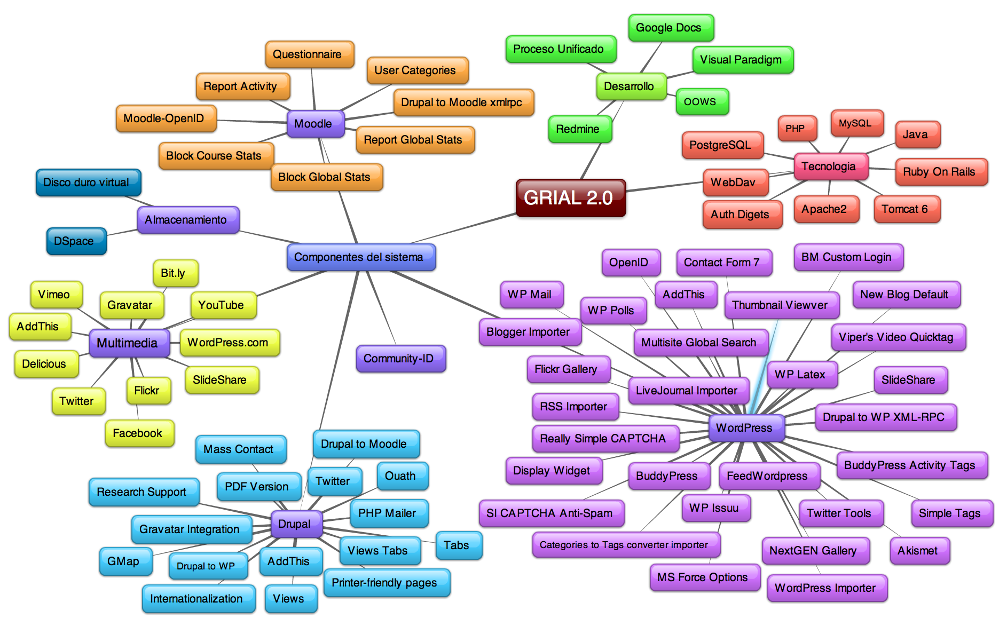 Google Docs
Proceso Unificado
Visual Paradigm
Desarrollo
OOWS
Redmine
Questionnaire
User Categories
Report Activity
Drupal to Moodle xmlrpc
Moodle-OpenID
Moodle
Report Global Stats
Block Course Stats
Block Global Stats
PHP
MySQL
Java
PostgreSQL
Tecnologia
Ruby On Rails
WebDav
Auth Digets
Apache2
Tomcat 6
GRIAL 2.0
Disco duro virtual
Almacenamiento
DSpace
Componentes del sistema
Community-ID
Bit.ly
Vimeo
Gravatar
YouTube
AddThis
Multimedia
WordPress.com
Delicious
SlideShare
Twitter
Flickr
Facebook
OpenID
Contact Form 7
BM Custom Login
WP Mail
AddThis
New Blog Default
WP Polls
Thumbnail Viewver
Blogger Importer
Multisite Global Search
Viper's Video Quicktag
Flickr Gallery
WP Latex
SlideShare
LiveJournal Importer
RSS Importer
Drupal to WP XML-RPC
WordPress
Really Simple CAPTCHA
Display Widget
BuddyPress
FeedWordpress
BuddyPress Activity Tags
SI CAPTCHA Anti-Spam
WP Issuu
Twitter Tools
Simple Tags
Categories to Tags converter importer
NextGEN Gallery
Akismet
MS Force Options
WordPress Importer
Mass Contact
Drupal to Moodle
Research Support
PDF Version
Twitter
Ouath
PHP Mailer
Drupal
Gravatar Integration
Views Tabs
Tabs
GMap
Drupal to WP
AddThis
Printer-friendly pages
Internationalization
Views